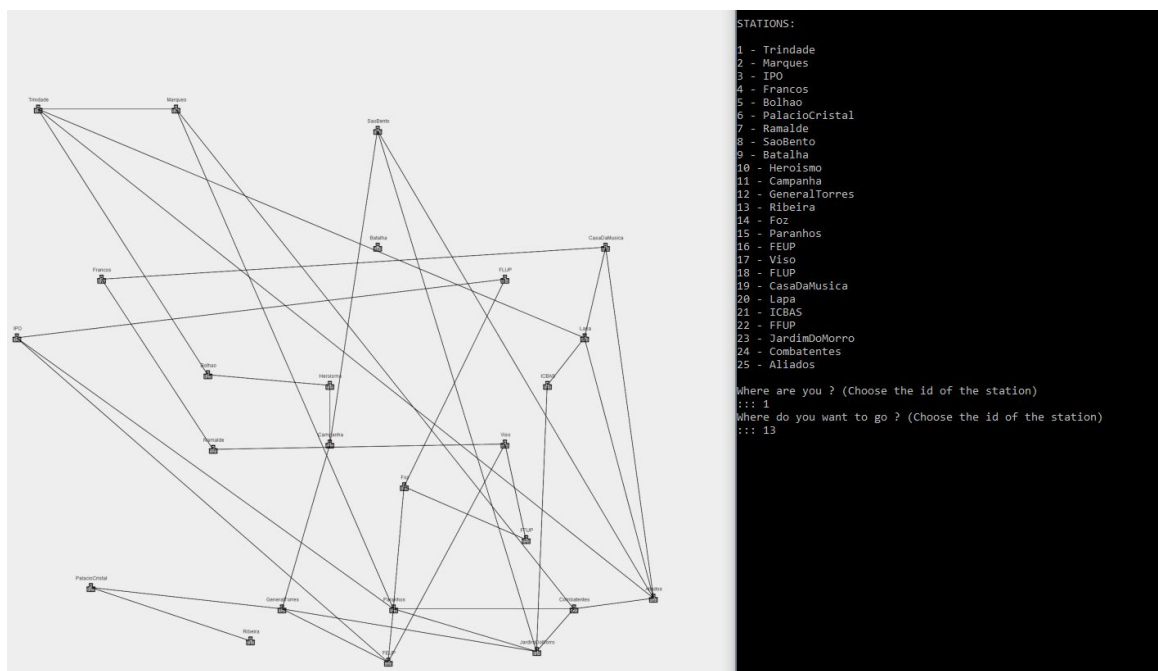 Trindade
Marques
SaoBento
Batalha
CasaDaMusica
Francos
FLUP
IPO
Lapa
Bolhao
Heroismo
ICBAS
Campanha
Ramalde
Viso
Foz
FFUP
PalacioCristal
GeneralTorres
Paranhos
Combatentes
Aliados
Ribeira
JardimDoMorro
FEUP
STATIONS:
1 - Trindade
2 - Marques
3 - IPO
4 - Francos
5 - Bolhao
6 - PalacioCristal
7 - Ramalde
8 - SaoBento
9 - Batalha
10 - Heroismo
11 - Campanha
12 - GeneralTorres
13 - Ribeira
14 - Foz
15 - Paranhos
16 - FEUP
17 - Viso
18 - FLUP
19 - CasaDaMusica
20 - Lapa
21 - ICBAS
22 - FFUP
23 - JardimDoMorro
24 - Combatentes
25 - Aliados
Where are you ? (Choose the id of the station)
::: 1
Where do you want to go ? (Choose the id of the station)
::: 13